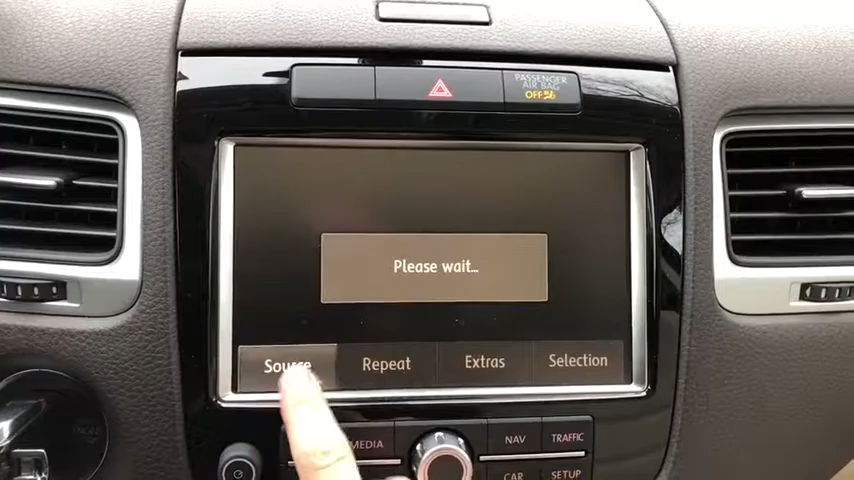 PASSENGER
AIR BAG
OFF
Please wait...
Source Repeat Extras Selection
MEDIA NAV TRAFFIC
CAR SETUP